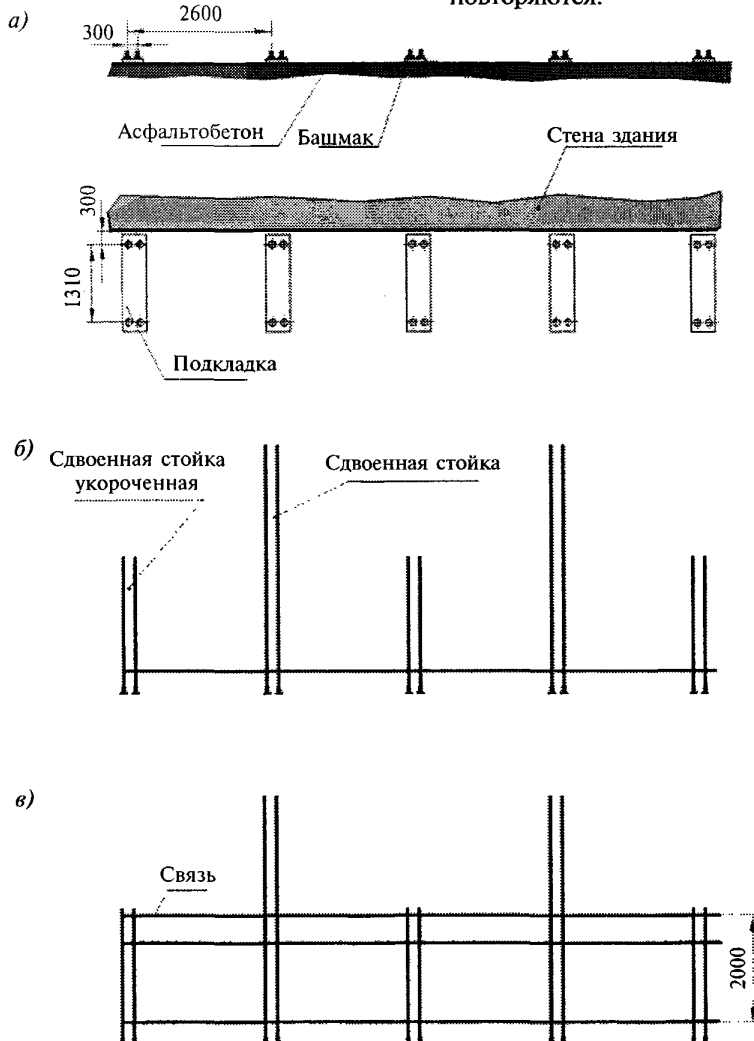 повторяются.
а)
2600
300
Асфальтобетон
Башмак
Стена здания
300
1310
Подкладка
б)
Сдвоенная стойка
укороченная
Сдвоенная стойка
в)
Связь
2000